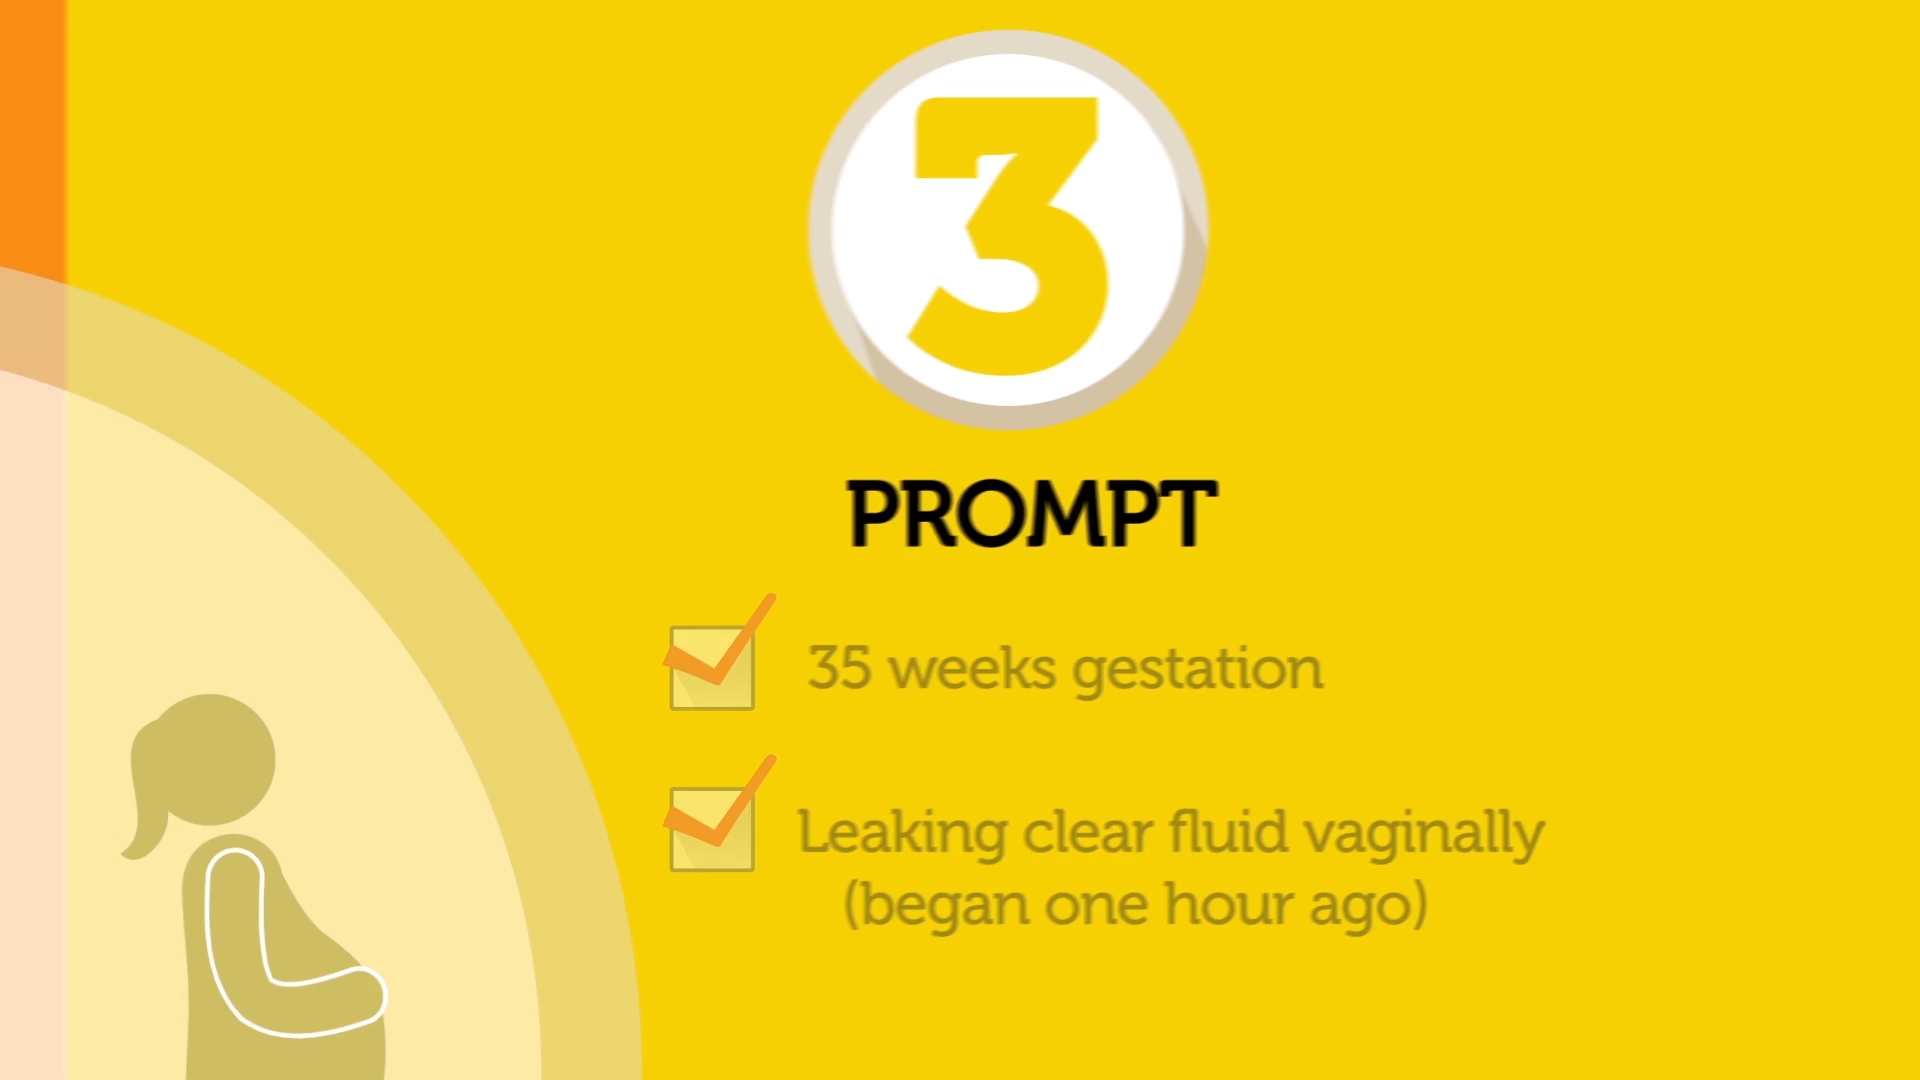 3
PROMPT
35 weeks gestation
Leaking clear fluid vaginally
(began one hour ago)